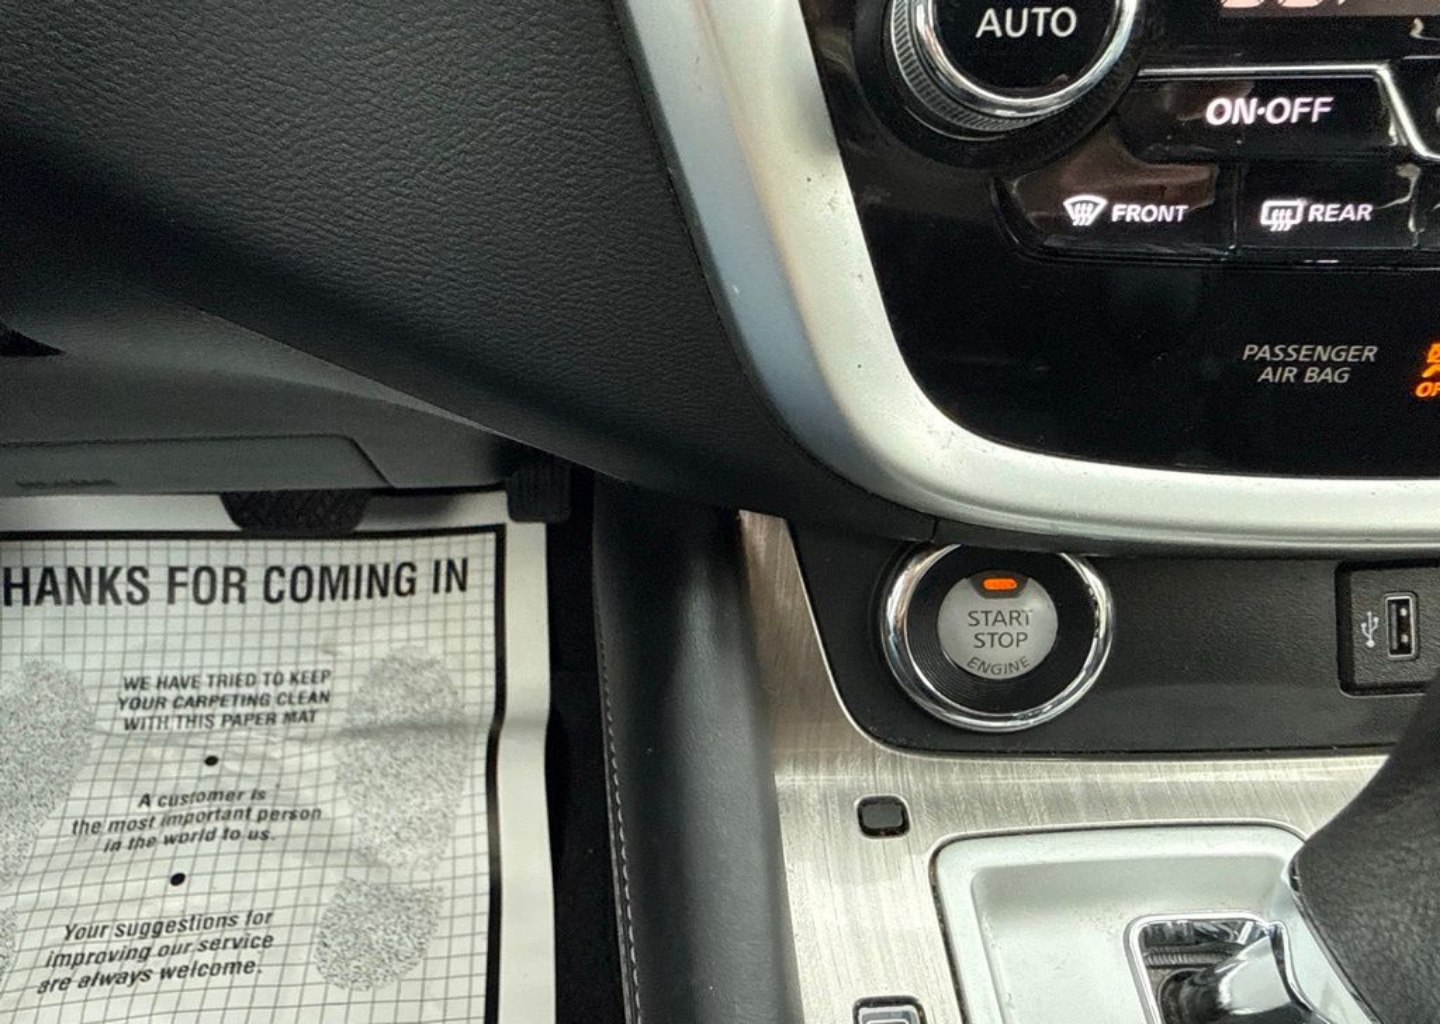 AUTO
ON•OFF
FRONT
REAR
PASSENGER
AIR BAG
START
STOP
ENGINE
HANKS FOR COMING IN
WE HAVE TRIED TO KEEP
YOUR CARPETING CLEAN
WITH THIS PAPER MAT
•
A customer is
the most important person
in the world to us.
•
Your suggestions for
improving our service
are always welcome.